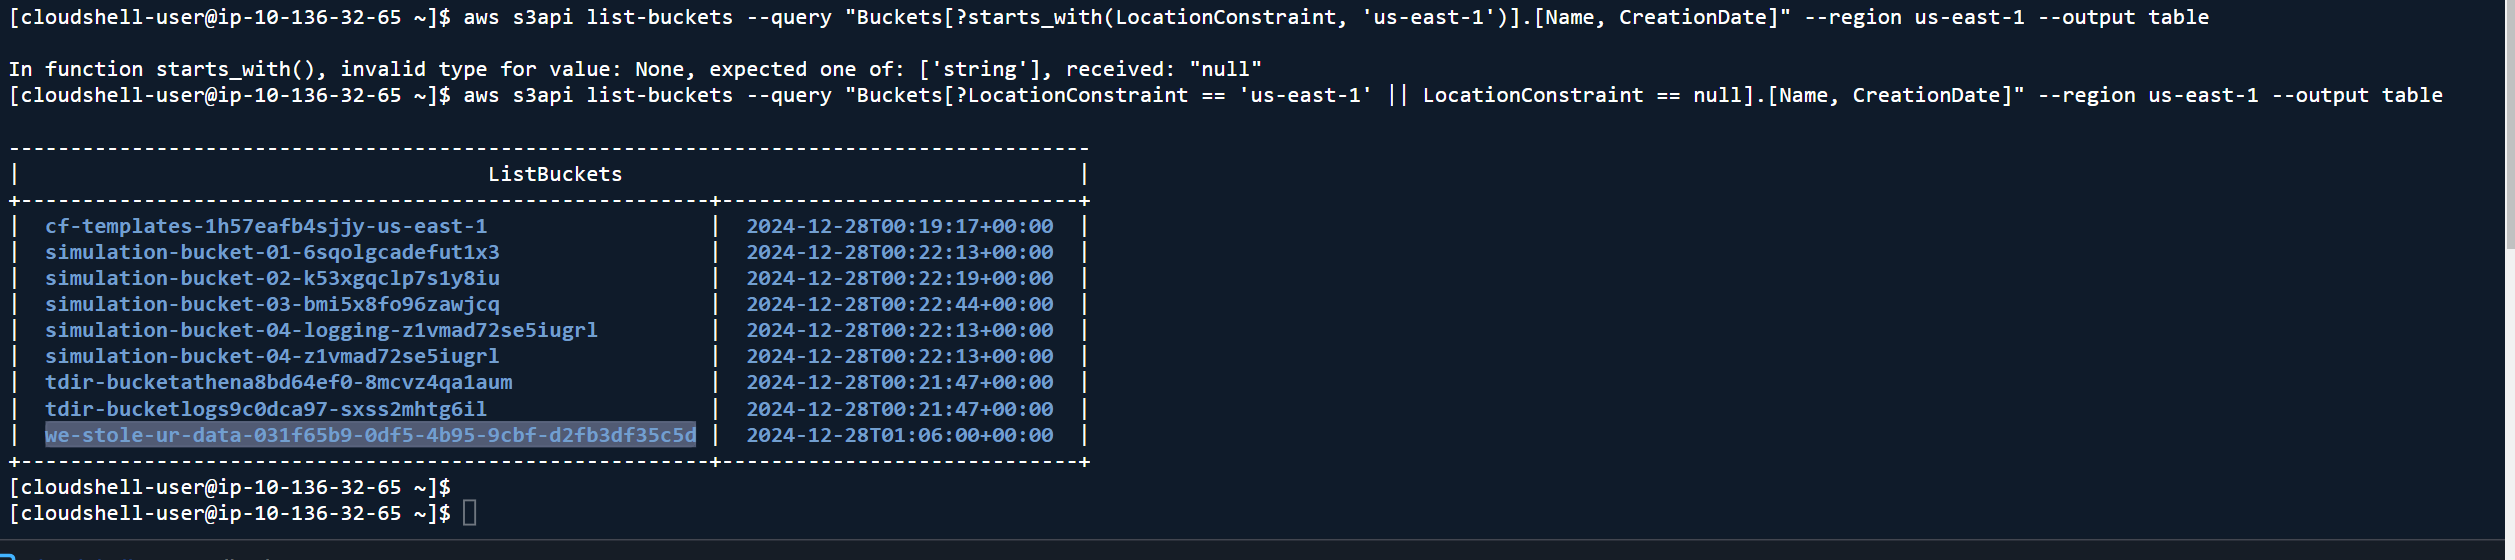 [cloudshell-user@ip-10-136-32-65 ~]$ aws s3api list-buckets --query "Buckets[?starts_with(LocationConstraint, 'us-east-1')].[Name, CreationDate]" --region us-east-1 --output table
In function starts_with(), invalid type for value: None, expected one of: ['string'], received: "null"
[cloudshell-user@ip-10-136-32-65 ~]$ aws s3api list-buckets --query "Buckets[?LocationConstraint == 'us-east-1' || LocationConstraint == null].[Name, CreationDate]" --region us-east-1 --output table
----------------------------------------------------------------------------------------
|                                      ListBuckets                                     |
+--------------------------------------------------------+-----------------------------+
|  cf-templates-1h57eafb4sjjy-us-east-1                  |  2024-12-28T00:19:17+00:00  |
|  simulation-bucket-01-6sqolgcadefut1x3                 |  2024-12-28T00:22:13+00:00  |
|  simulation-bucket-02-k53xgqclp7s1y8iu                 |  2024-12-28T00:22:19+00:00  |
|  simulation-bucket-03-bmi5x8fo96zawjcq                 |  2024-12-28T00:22:44+00:00  |
|  simulation-bucket-04-logging-z1vmad72se5iugrl         |  2024-12-28T00:22:13+00:00  |
|  simulation-bucket-04-z1vmad72se5iugrl                 |  2024-12-28T00:22:13+00:00  |
|  tdir-bucketathena8bd64ef0-8mcvz4qa1aum                |  2024-12-28T00:21:47+00:00  |
|  tdir-bucketlogs9c0dca97-sxss2mhtg6il                  |  2024-12-28T00:21:47+00:00  |
|  we-stole-ur-data-031f65b9-0df5-4b95-9cbf-d2fb3df35c5d |  2024-12-28T01:06:00+00:00  |
+--------------------------------------------------------+-----------------------------+
[cloudshell-user@ip-10-136-32-65 ~]$
[cloudshell-user@ip-10-136-32-65 ~]$